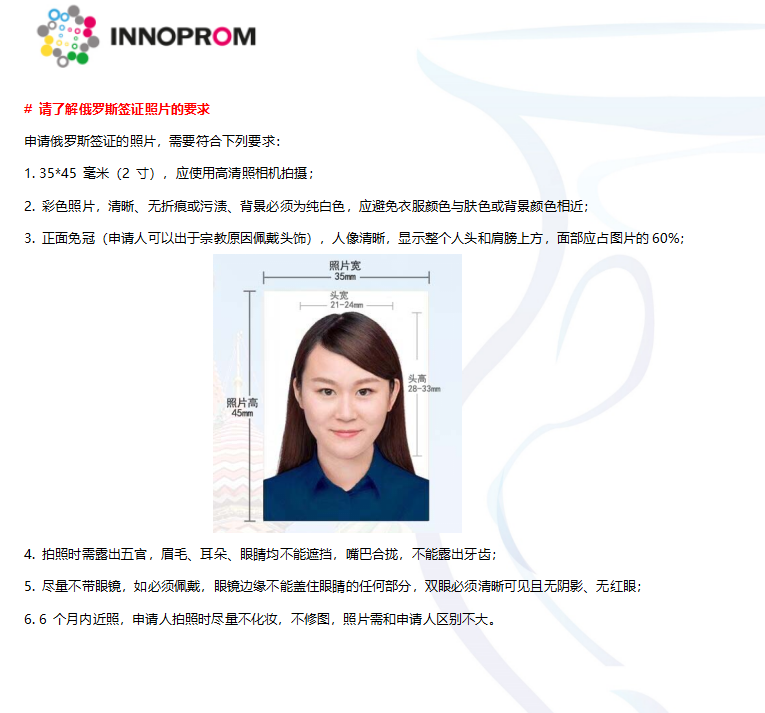 INNOPROM
# 请了解俄罗斯签证照片的要求
申请俄罗斯签证的照片，需要符合下列要求：
1. 35*45 毫米（2 寸），应使用高清照相机拍摄；
2. 彩色照片，清晰、无折痕或污渍、背景必须为纯白色，应避免衣服颜色与肤色或背景颜色相近；
3. 正面免冠（申请人可以出于宗教原因佩戴头饰），人像清晰，显示整个人头和肩膀上方，面部应占图片的 60%；
照片宽
35mm
头宽
21-24mm
头高
28-33mm
照片高
45mm
4. 拍照时需露出五官，眉毛、耳朵、眼睛均不能遮挡，嘴巴合拢，不能露出牙齿；
5. 尽量不带眼镜，如必须佩戴，眼镜边缘不能盖住眼睛的任何部分，双眼必须清晰可见且无阴影、无红眼；
6. 6 个月内近照，申请人拍照时尽量不化妆，不修图，照片需和申请人区别不大。